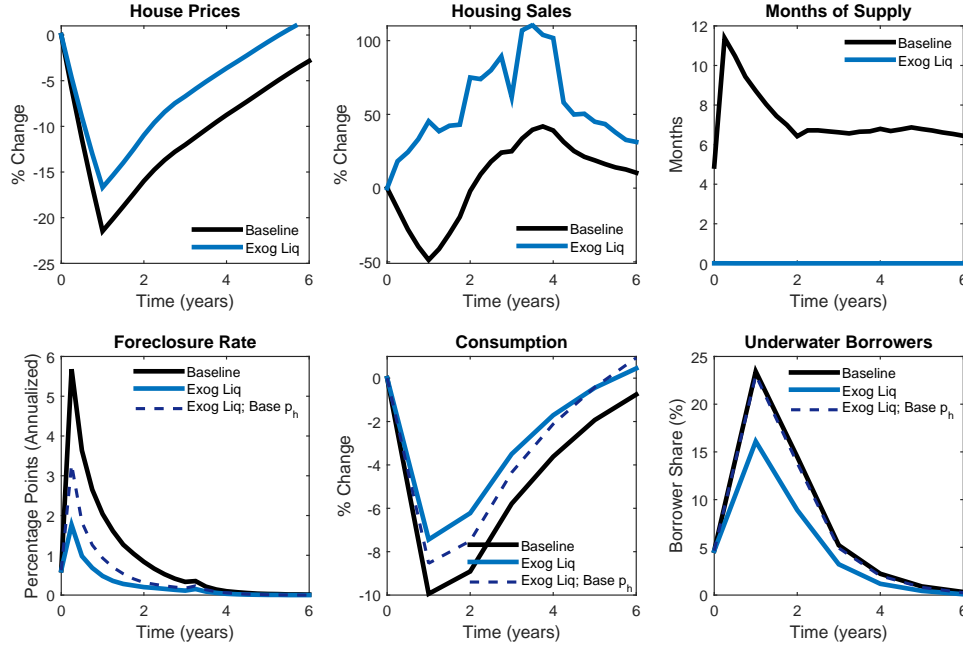 House Prices
0
-5
-10
-15
-20
-25
% Change
Baseline
Exog Liq
0 2 4 6
Time (years)
Housing Sales
100
50
0
-50
% Change
Baseline
Exog Liq
0 2 4 6
Time (years)
Months of Supply
12
10
8
6
4
2
0
Months
Baseline
Exog Liq
0 2 4 6
Time (years)
Foreclosure Rate
6
5
4
3
2
1
0
Percentage Points (Annualized)
Baseline
Exog Liq
Exog Liq; Base p_h
0 2 4 6
Time (years)
Consumption
0
-2
-4
-6
-8
-10
% Change
Baseline
Exog Liq
Exog Liq; Base p_h
0 2 4 6
Time (years)
Underwater Borrowers
25
20
15
10
5
0
Borrower Share (%)
Baseline
Exog Liq
Exog Liq; Base p_h
0 2 4 6
Time (years)